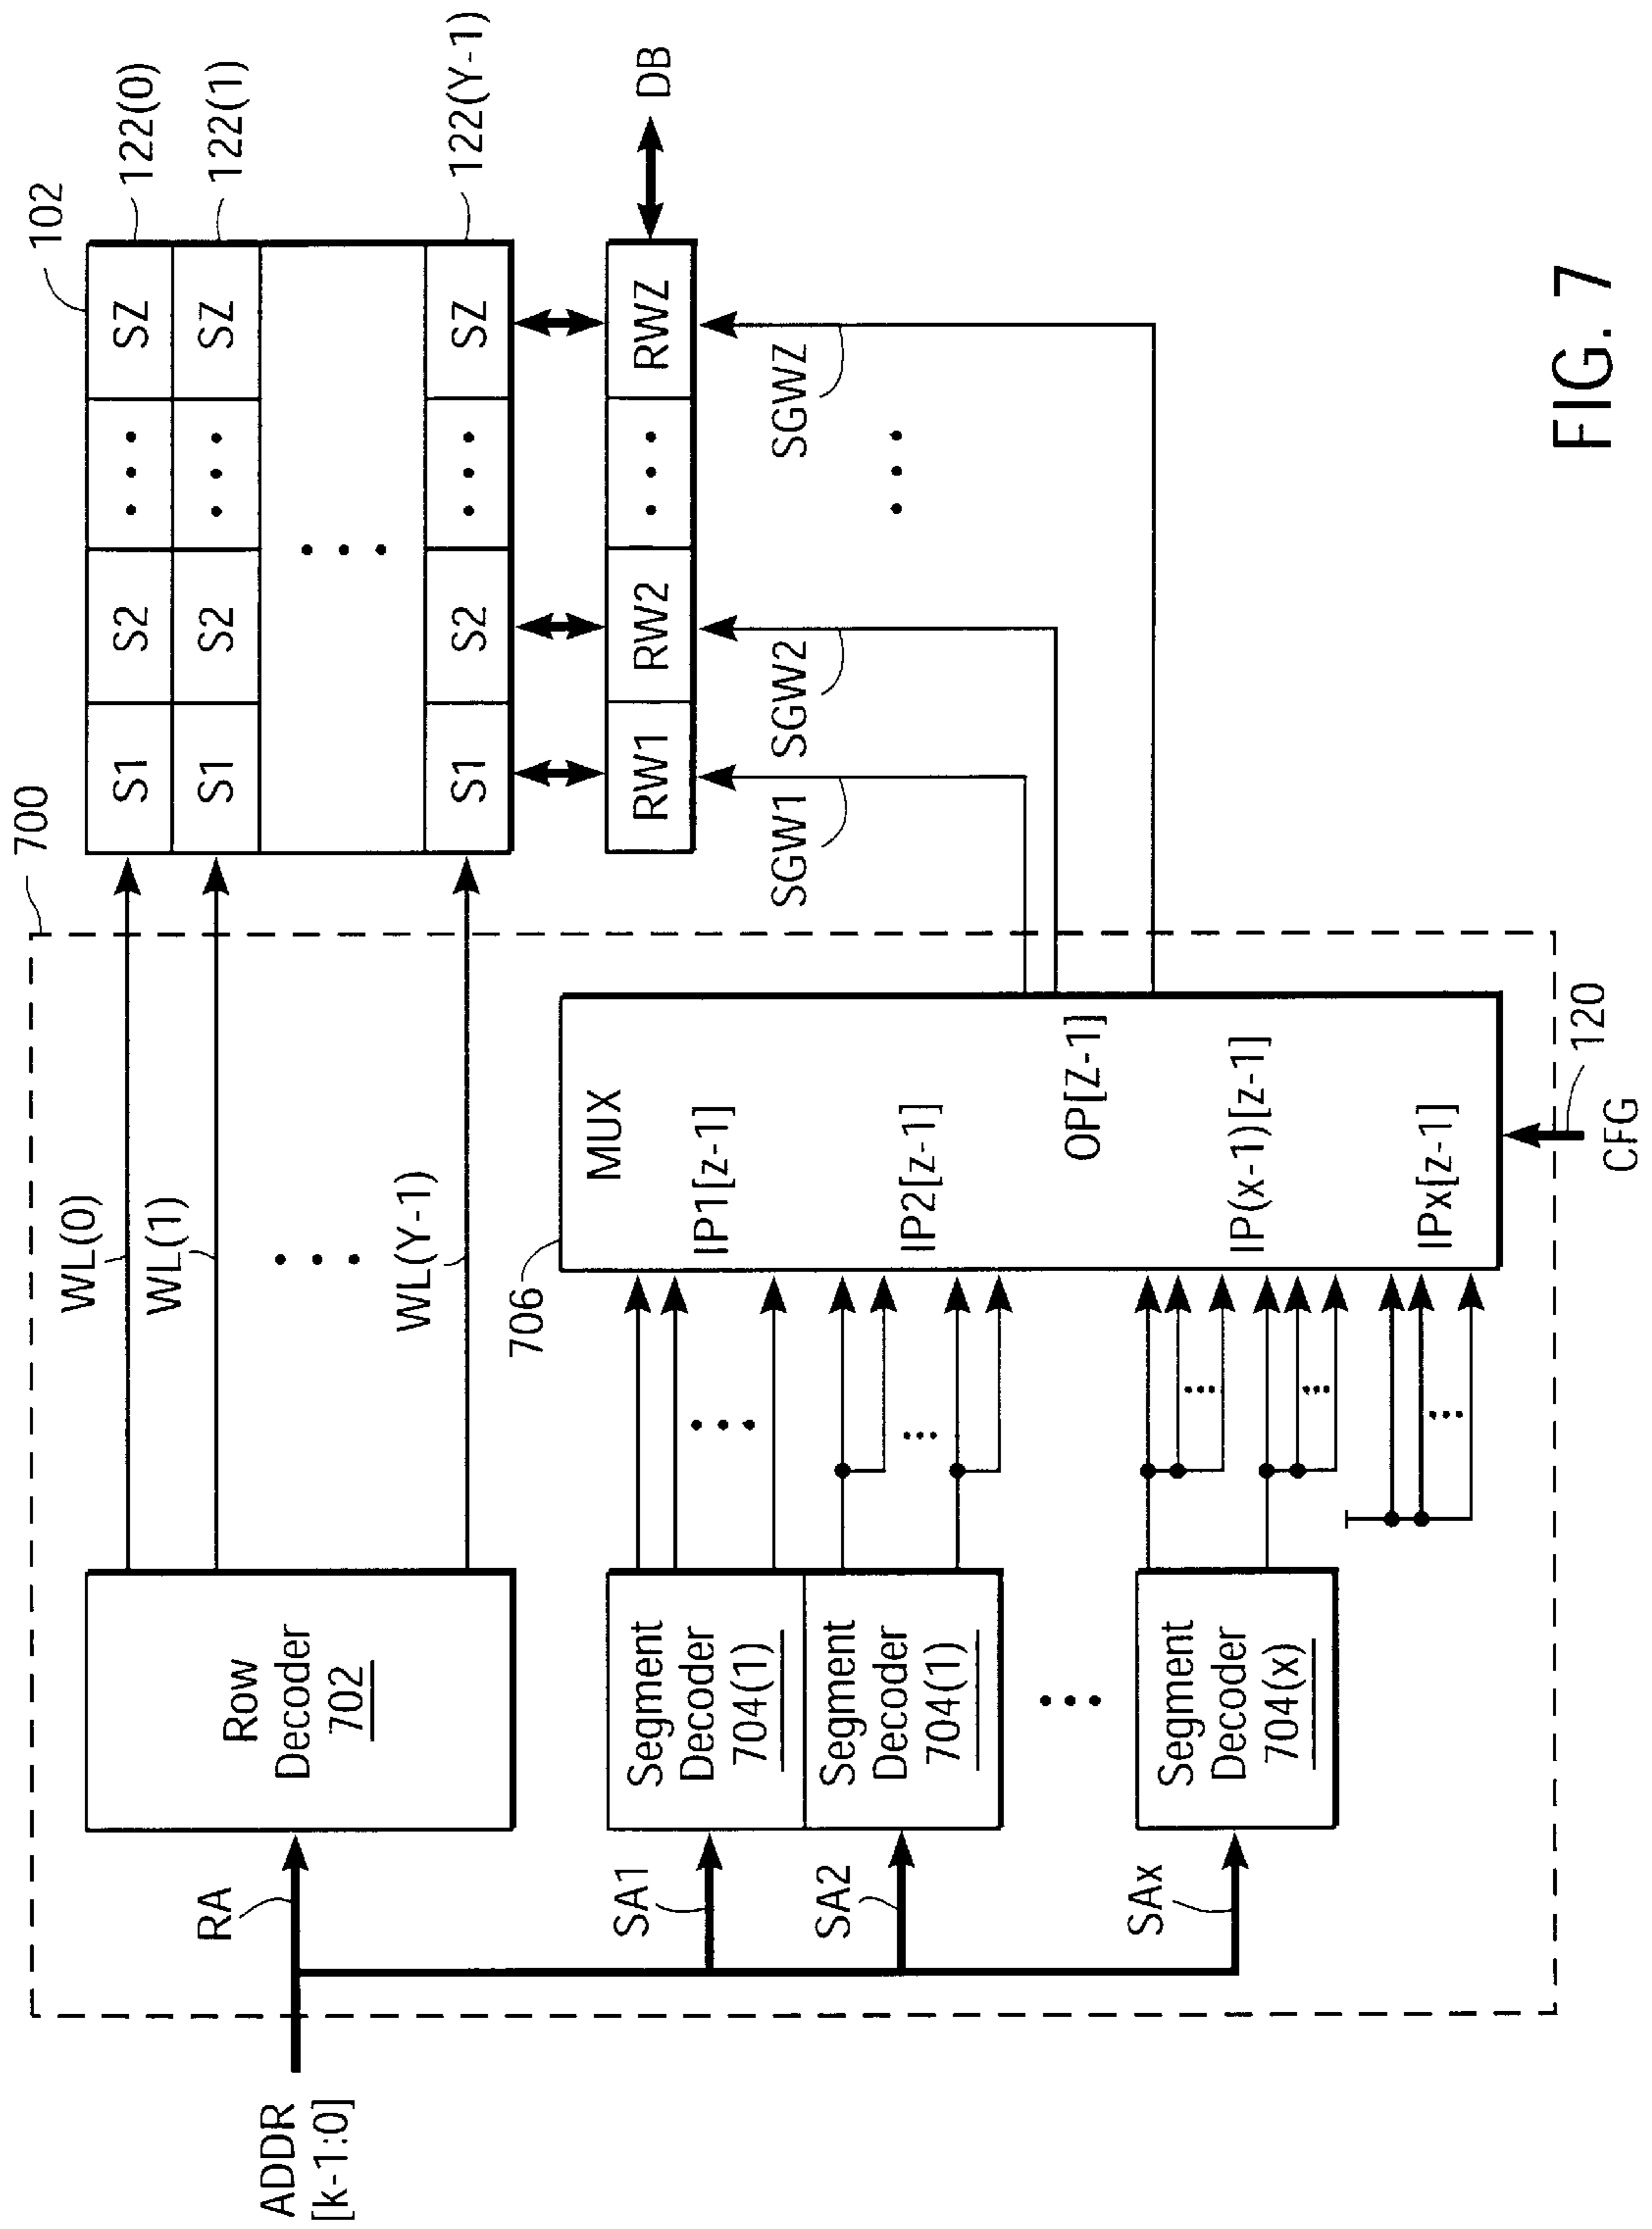 700
102
WL(0)
S1 S2 • • • SZ
122(0)
WL(1)
S1 S2 • • • SZ
122(1)
RA
Row
Decoder
702
• • •
• • •
WL(Y-1)
S1 S2 • • • SZ
122(Y-1)
ADDR
[k-1:0]
706
RW1 RW2 • • • RWZ
DB
SA1
Segment
Decoder
704(1)
• • •
MUX
IP1[z-1]
SGW1
SGW2
SGWZ
SA2
Segment
Decoder
704(1)
• • •
IP2[z-1]
• • •
• • •
OP[Z-1]
SAx
Segment
Decoder
704(x)
• • •
• • •
IP(x-1)[z-1]
• • •
IPx[z-1]
CFG
120
FIG. 7